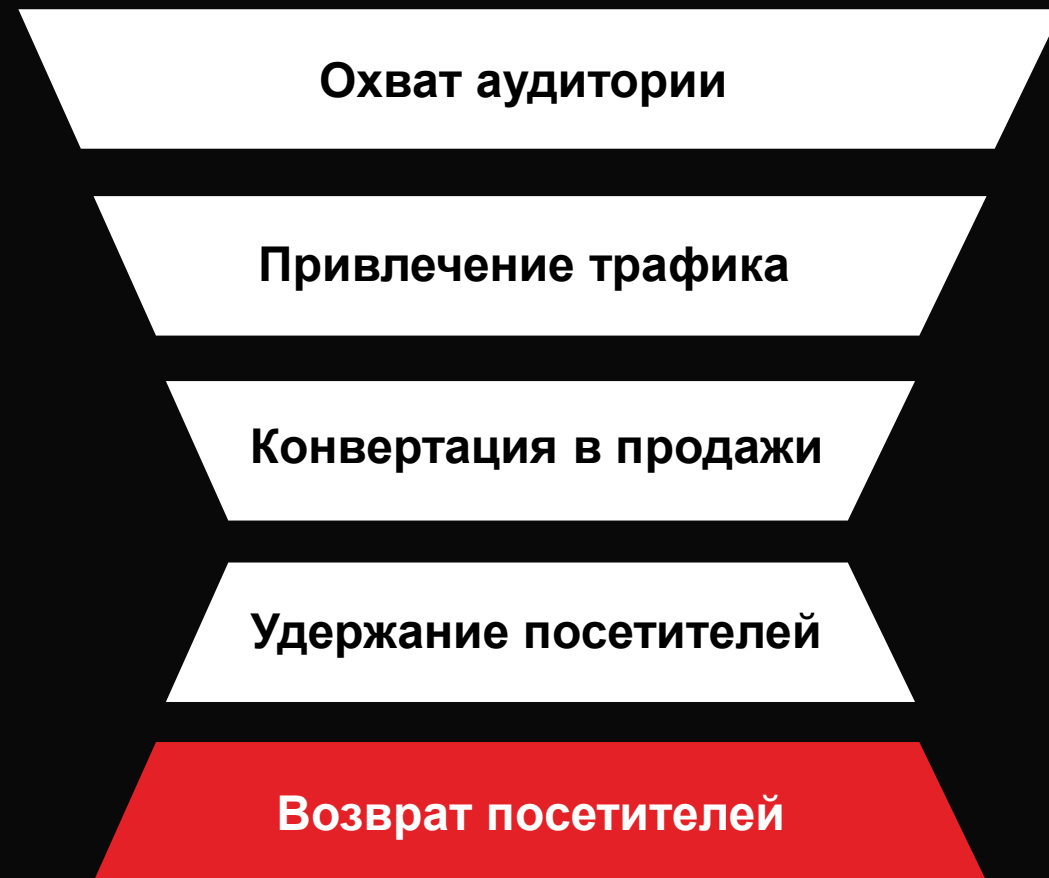 Охват аудитории
Привлечение трафика
Конвертация в продажи
Удержание посетителей
Возврат посетителей